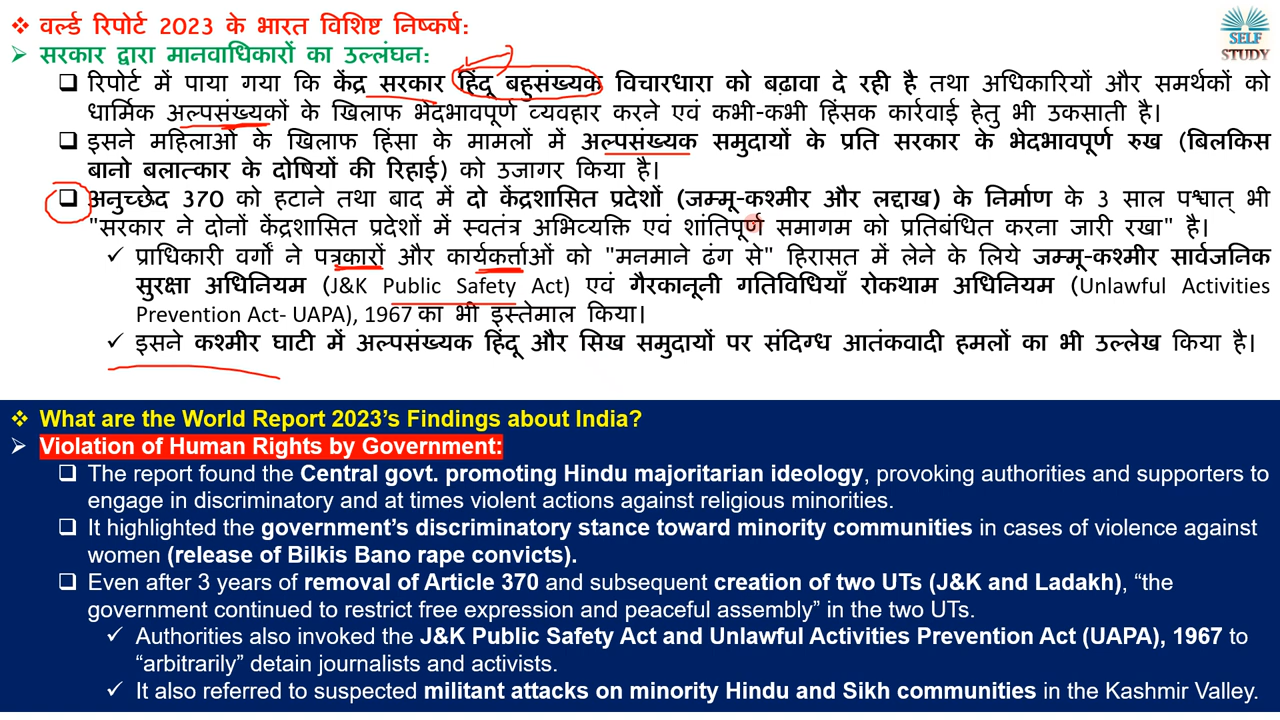 ❖ वर्ल्ड रिपोर्ट 2023 के भारत विशिष्ट निष्कर्ष:
SELF
STUDY
➢ सरकार द्वारा मानवाधिकारों का उल्लंघन:
❑ रिपोर्ट में पाया गया कि केंद्र सरकार हिंदू बहुसंख्यक विचारधारा को बढ़ावा दे रही है तथा अधिकारियों और समर्थकों को
धार्मिक अल्पसंख्यकों के खिलाफ भेदभावपूर्ण व्यवहार करने एवं कभी-कभी हिंसक कार्रवाई हेतु भी उकसाती है।
❑ इसने महिलाओं के खिलाफ हिंसा के मामलों में अल्पसंख्यक समुदायों के प्रति सरकार के भेदभावपूर्ण रुख (बिलकिस
बानो बलात्कार के दोषियों की रिहाई) को उजागर किया है।
❑ अनुच्छेद 370 को हटाने तथा बाद में दो केंद्रशासित प्रदेशों (जम्मू-कश्मीर और लद्दाख) के निर्माण के 3 साल पश्चात् भी
"सरकार ने दोनों केंद्रशासित प्रदेशों में स्वतंत्र अभिव्यक्ति एवं शांतिपूर्ण समागम को प्रतिबंधित करना जारी रखा" है।
✓ प्राधिकारी वर्गों ने पत्रकारों और कार्यकर्त्ताओं को "मनमाने ढंग से" हिरासत में लेने के लिये जम्मू-कश्मीर सार्वजनिक
सुरक्षा अधिनियम (J&K Public Safety Act) एवं गैरकानूनी गतिविधियाँ रोकथाम अधिनियम (Unlawful Activities
Prevention Act- UAPA), 1967 का भी इस्तेमाल किया।
✓ इसने कश्मीर घाटी में अल्पसंख्यक हिंदू और सिख समुदायों पर संदिग्ध आतंकवादी हमलों का भी उल्लेख किया है।
❖ What are the World Report 2023’s Findings about India?
➢ Violation of Human Rights by Government:
❑ The report found the Central govt. promoting Hindu majoritarian ideology, provoking authorities and supporters to
engage in discriminatory and at times violent actions against religious minorities.
❑ It highlighted the government’s discriminatory stance toward minority communities in cases of violence against
women (release of Bilkis Bano rape convicts).
❑ Even after 3 years of removal of Article 370 and subsequent creation of two UTs (J&K and Ladakh), “the
government continued to restrict free expression and peaceful assembly” in the two UTs.
✓ Authorities also invoked the J&K Public Safety Act and Unlawful Activities Prevention Act (UAPA), 1967 to
“arbitrarily” detain journalists and activists.
✓ It also referred to suspected militant attacks on minority Hindu and Sikh communities in the Kashmir Valley.